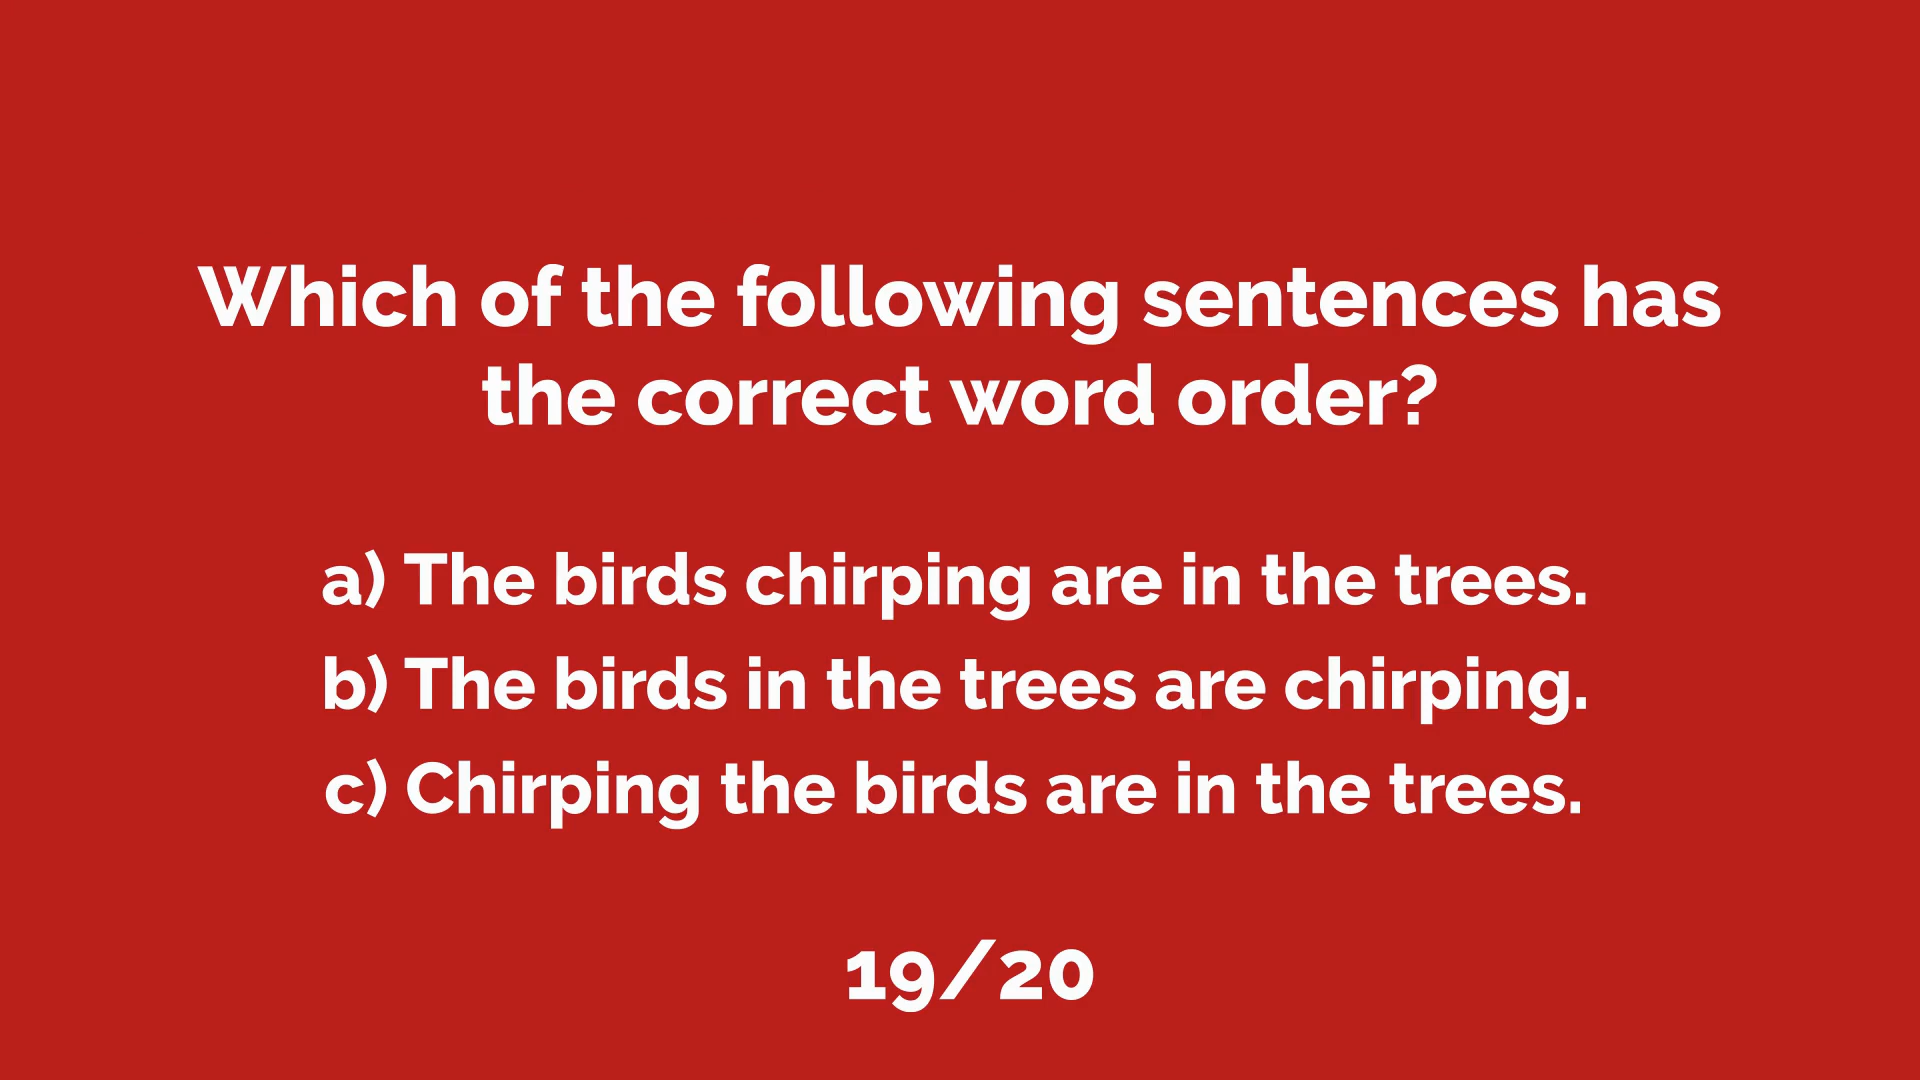 Which of the following sentences has
the correct word order?
a) The birds chirping are in the trees.
b) The birds in the trees are chirping.
c) Chirping the birds are in the trees.
19/20